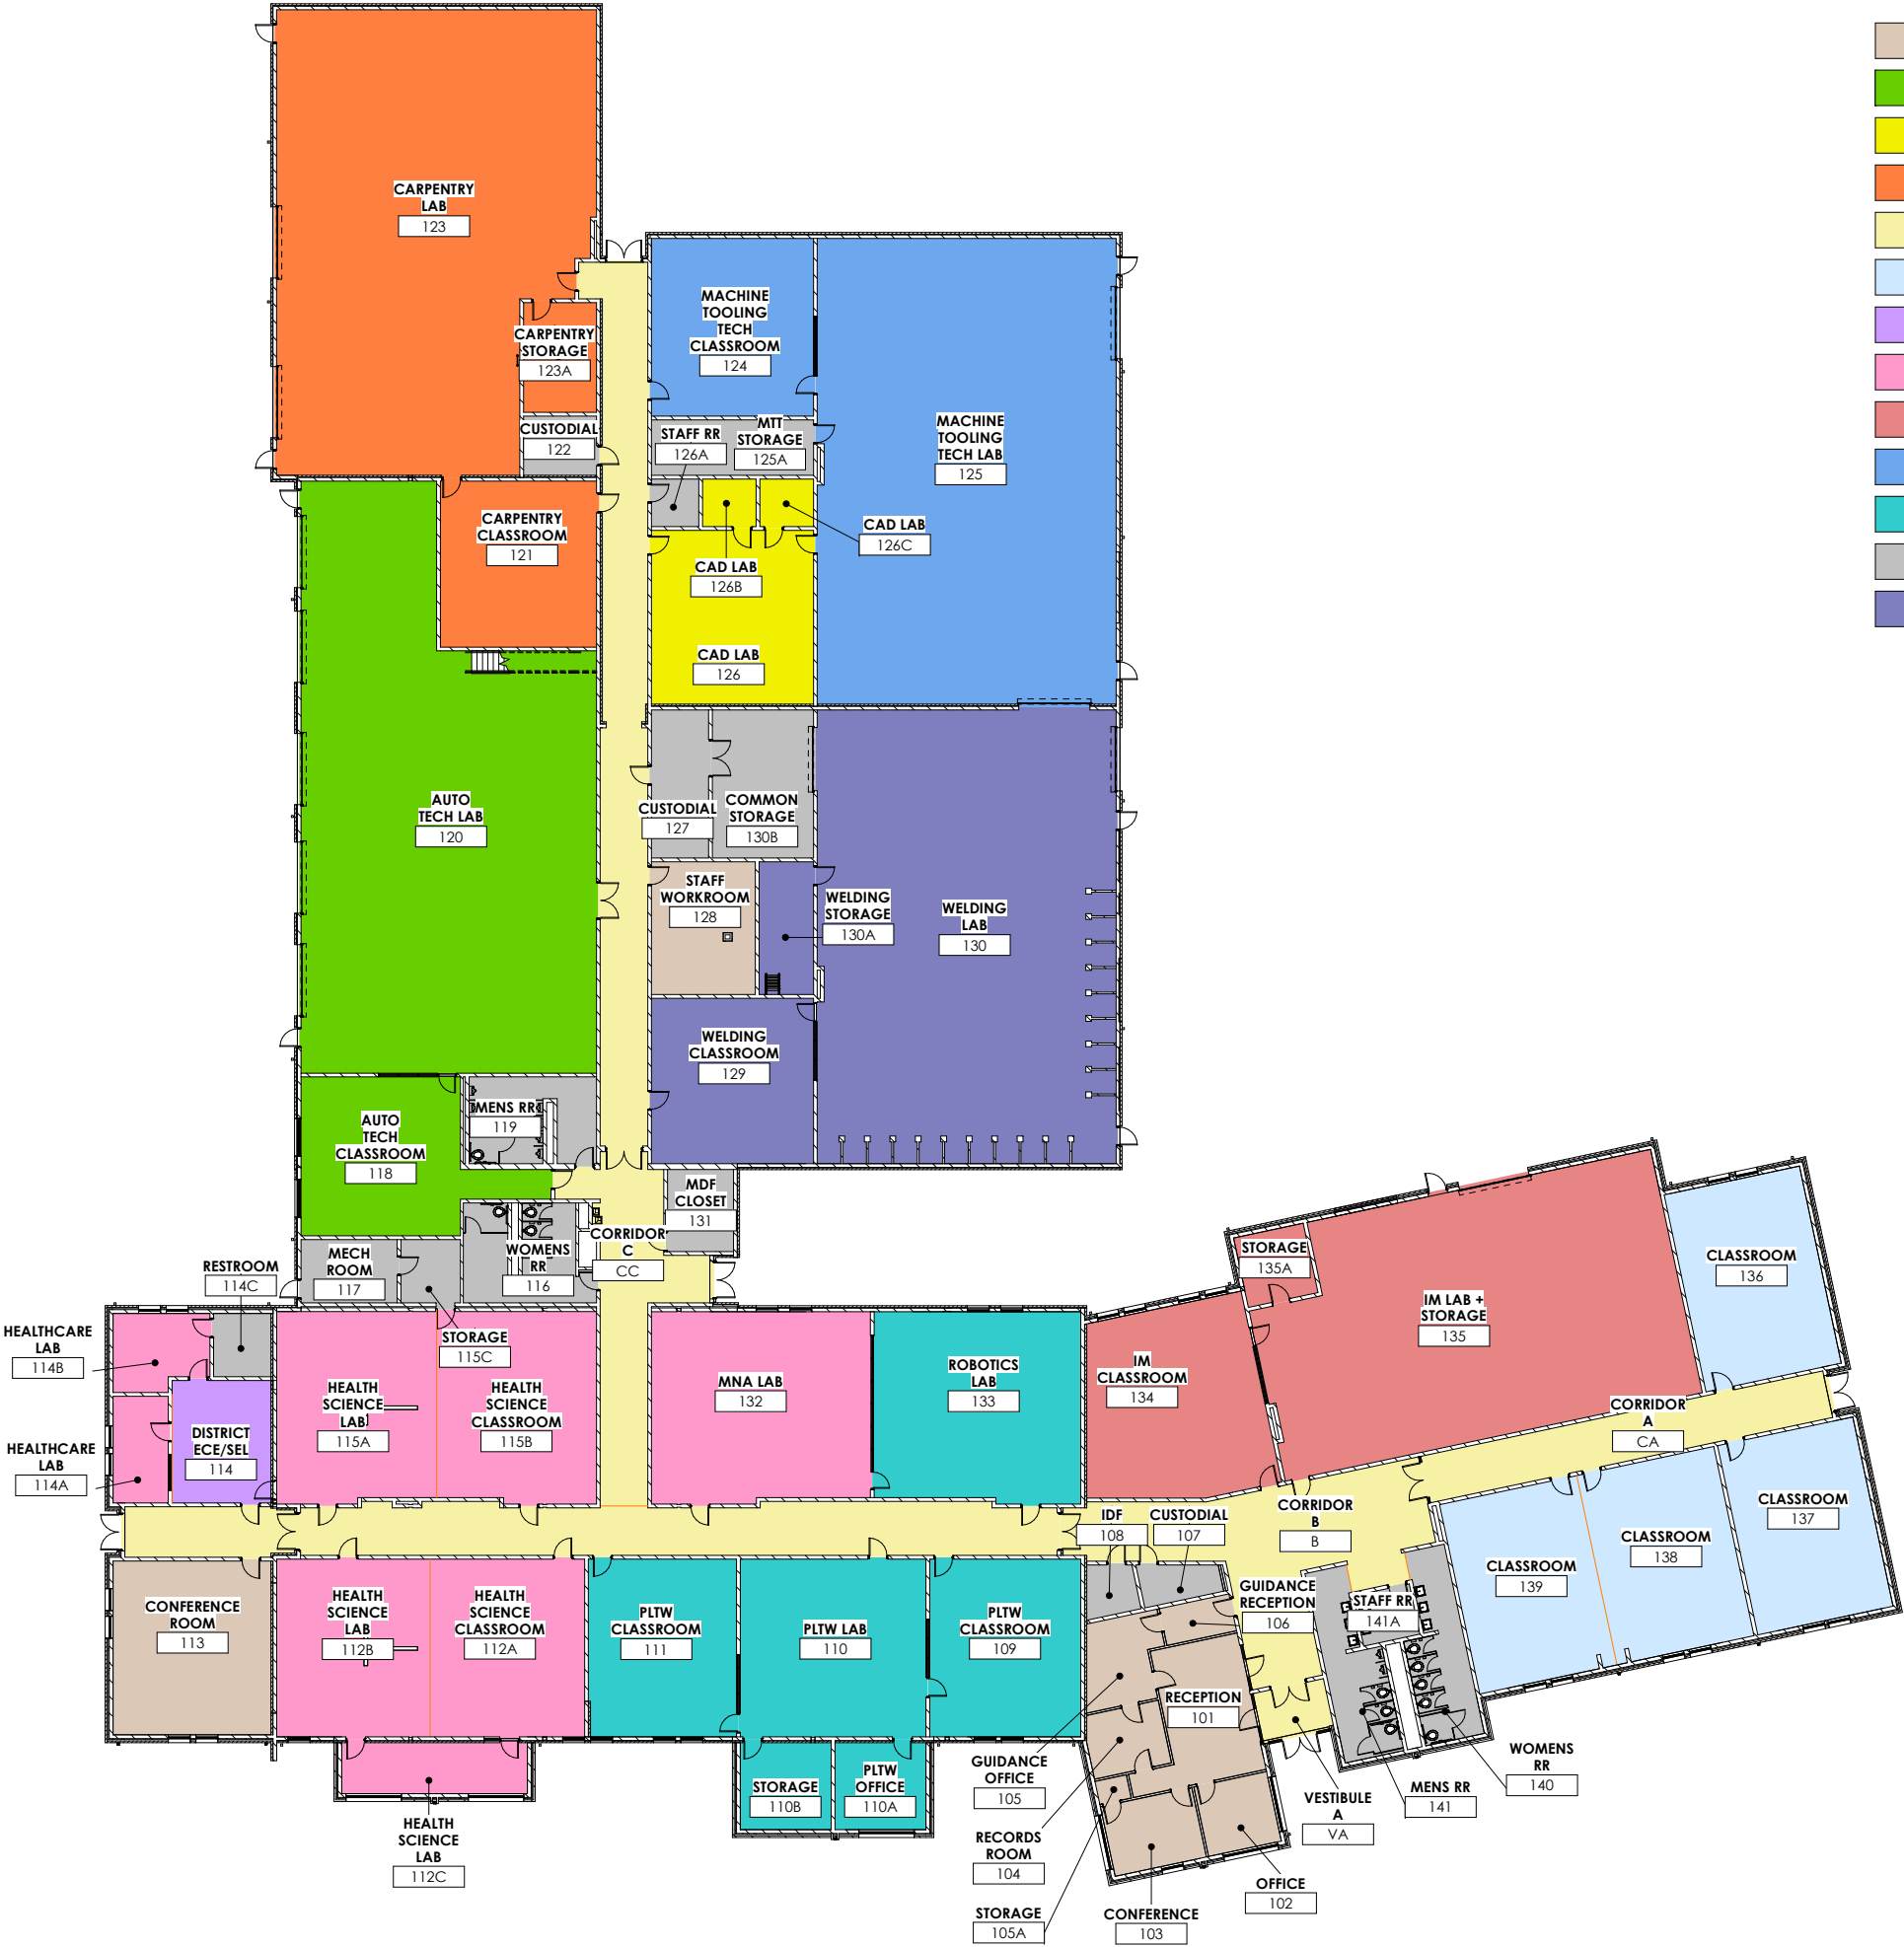 CARPENTRY
LAB
123
MACHINE
TOOLING
TECH
CLASSROOM
124
CARPENTRY
STORAGE
123A
CUSTODIAL
122
STAFF RR
126A
MTT
STORAGE
125A
MACHINE
TOOLING
TECH LAB
125
CARPENTRY
CLASSROOM
121
CAD LAB
126C
CAD LAB
126B
CAD LAB
126
AUTO
TECH LAB
120
CUSTODIAL
127
COMMON
STORAGE
130B
STAFF
WORKROOM
128
WELDING
STORAGE
130A
WELDING
LAB
130
WELDING
CLASSROOM
129
MENS RR
119
AUTO
TECH
CLASSROOM
118
MDF
CLOSET
131
CORRIDOR
C
CC
WOMENS
RR
116
MECH
ROOM
117
RESTROOM
114C
STORAGE
115C
HEALTHCARE
LAB
114B
HEALTHCARE
LAB
114A
DISTRICT
ECE/SEL
114
HEALTH
SCIENCE
LAB
115A
HEALTH
SCIENCE
CLASSROOM
115B
MNA LAB
132
ROBOTICS
LAB
133
IM
CLASSROOM
134
STORAGE
135A
IM LAB +
STORAGE
135
CLASSROOM
136
CORRIDOR
A
CA
CLASSROOM
137
CLASSROOM
138
CLASSROOM
139
CORRIDOR
B
B
IDF
108
CUSTODIAL
107
GUIDANCE
RECEPTION
106
STAFF RR
141A
CONFERENCE
ROOM
113
HEALTH
SCIENCE
LAB
112B
HEALTH
SCIENCE
CLASSROOM
112A
PLTW
CLASSROOM
111
PLTW LAB
110
PLTW
CLASSROOM
109
RECEPTION
101
GUIDANCE
OFFICE
105
STORAGE
110B
PLTW
OFFICE
110A
HEALTH
SCIENCE
LAB
112C
RECORDS
ROOM
104
STORAGE
105A
CONFERENCE
103
OFFICE
102
VESTIBULE
A
VA
MENS RR
141
WOMENS
RR
140